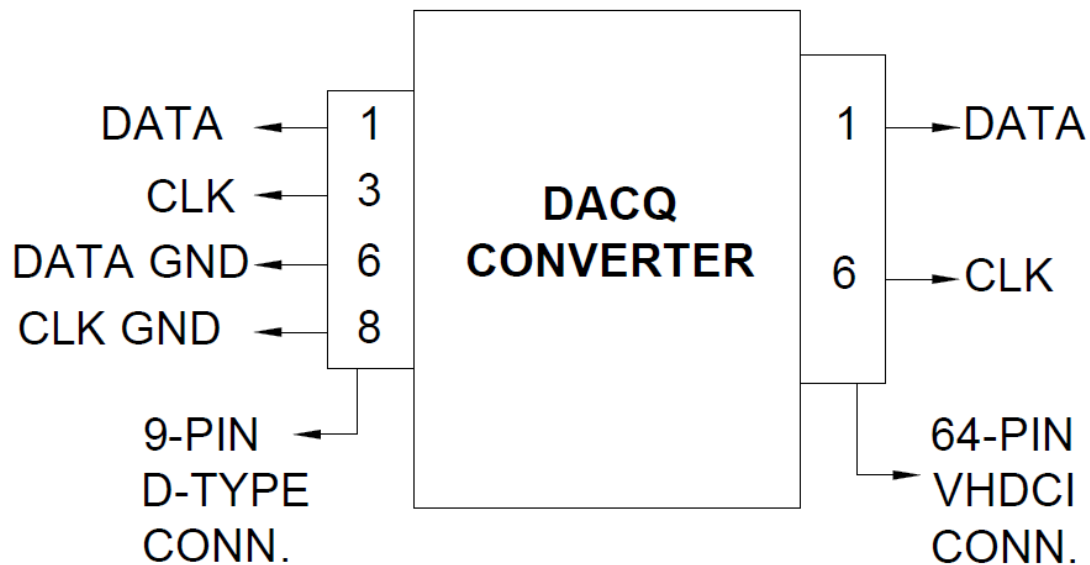 DATA
1
CLK
3
DATA GND
6
CLK GND
8
9-PIN
D-TYPE
CONN.
DACQ
CONVERTER
1
DATA
6
CLK
64-PIN
VHDCI
CONN.